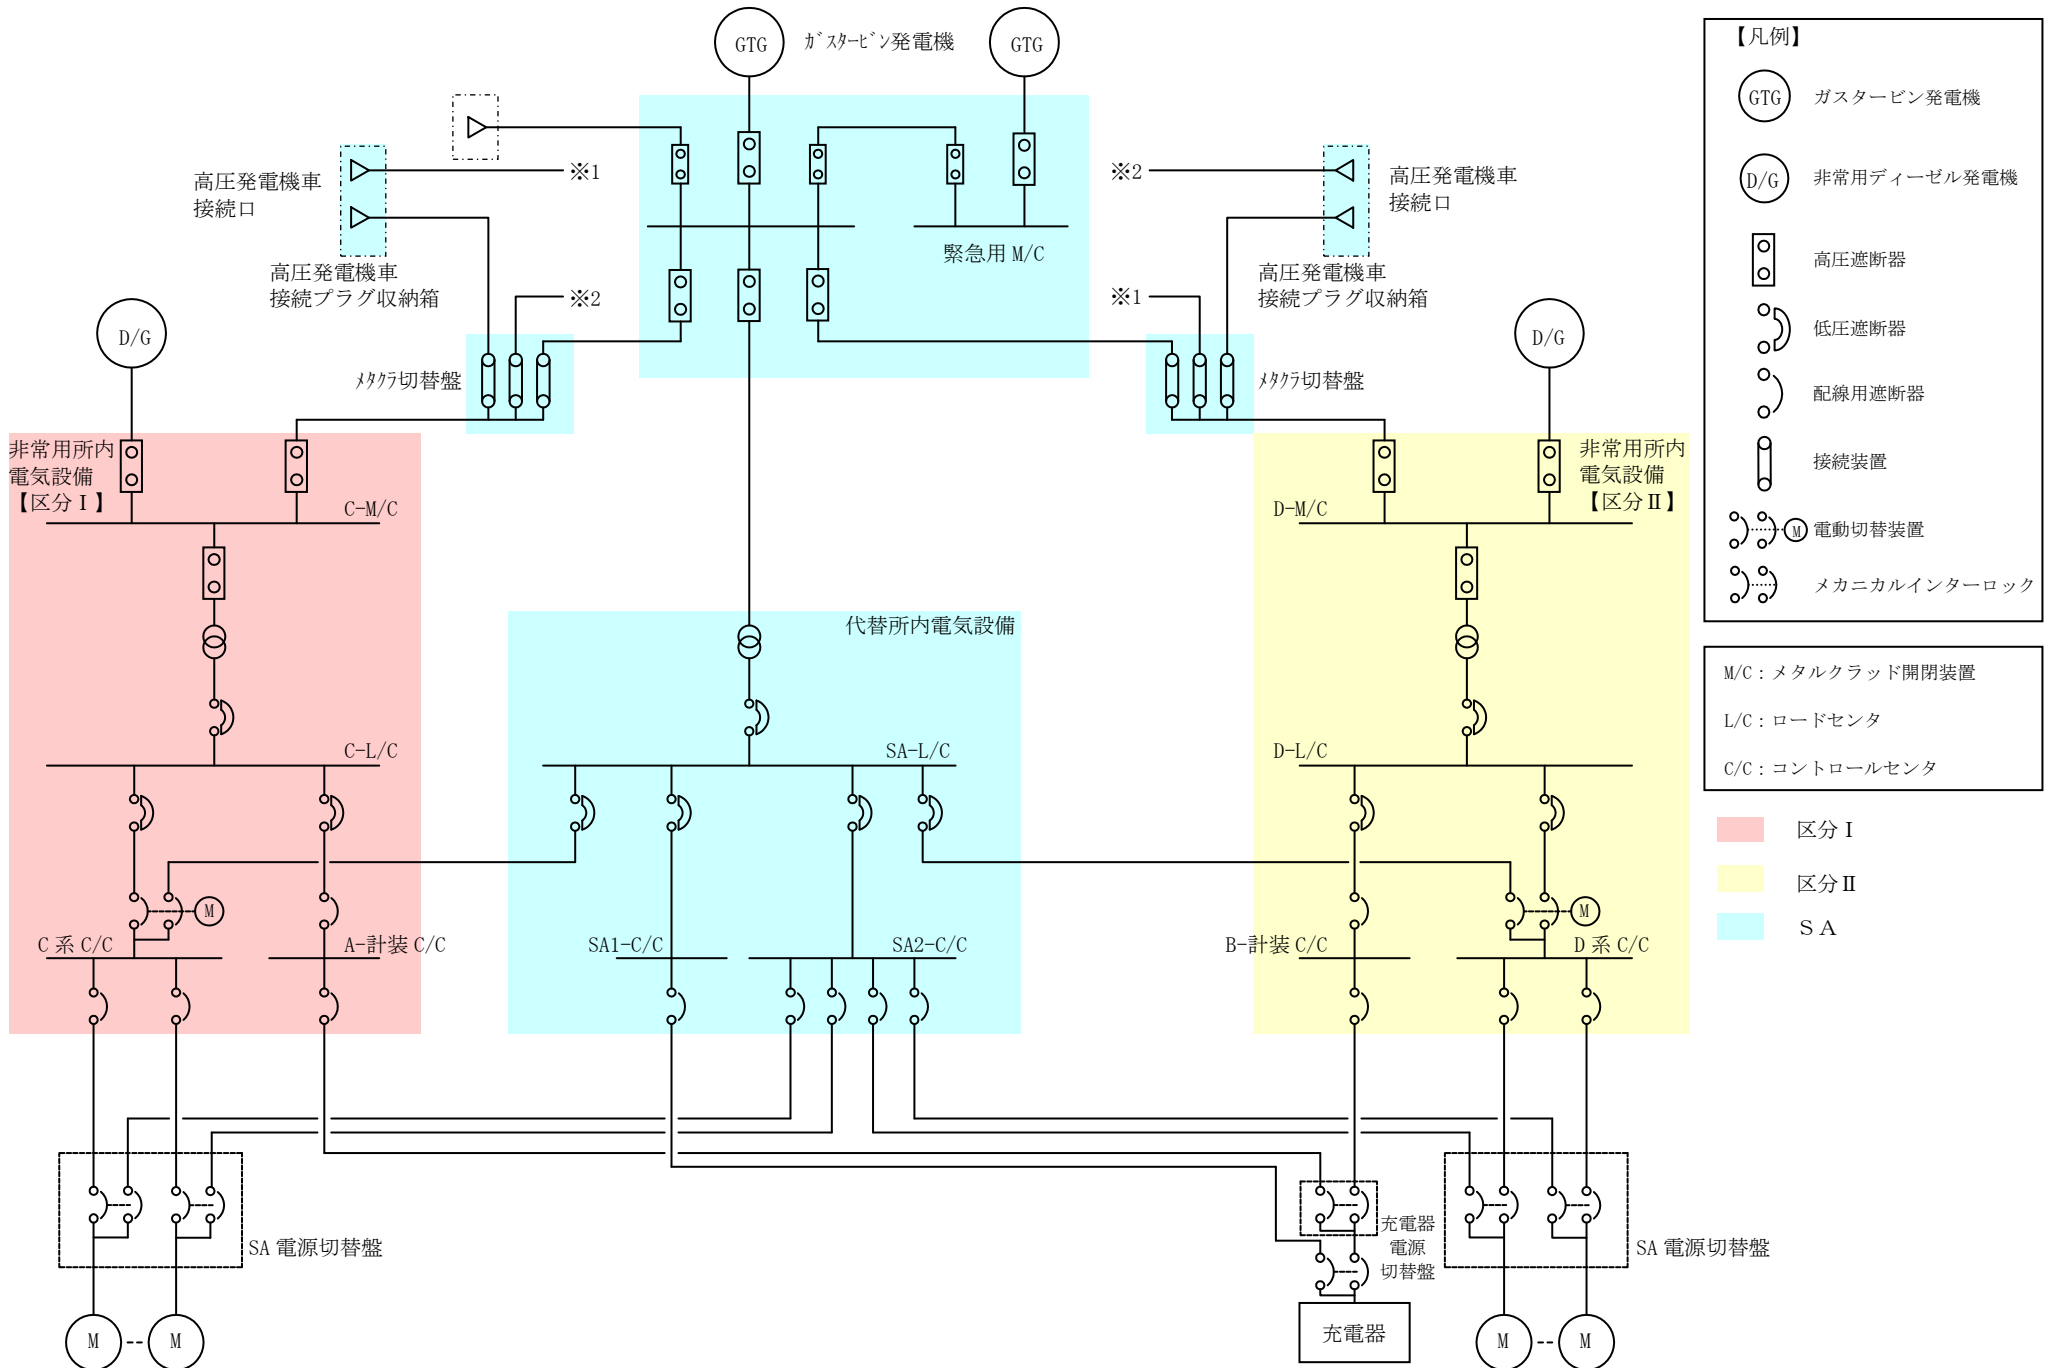 GTG
ガスタービン発電機
GTG
【凡例】
GTG
ガスタービン発電機
D/G
非常用ディーゼル発電機
高圧遮断器
低圧遮断器
配線用遮断器
接続装置
M
電動切替装置
メカニカルインターロック
M/C：メタルクラッド開閉装置
L/C：ロードセンタ
C/C：コントロールセンタ
区分Ⅰ
区分Ⅱ
ＳＡ
高圧発電機車
接続口
※1
※2
高圧発電機車
接続口
緊急用 M/C
高圧発電機車
接続プラグ収納箱
※2
※1
高圧発電機車
接続プラグ収納箱
D/G
D/G
メタクラ切替盤
メタクラ切替盤
非常用所内
電気設備
【区分Ⅰ】
C-M/C
D-M/C
非常用所内
電気設備
【区分Ⅱ】
代替所内電気設備
C-L/C
SA-L/C
D-L/C
M
M
C 系 C/C
A-計装 C/C
SA1-C/C
SA2-C/C
B-計装 C/C
D 系 C/C
SA 電源切替盤
充電器
電源
切替盤
SA 電源切替盤
M
M
充電器
M
M